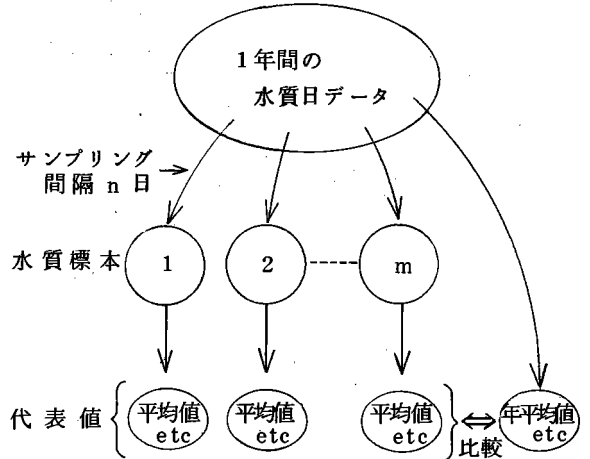 1年間の
水質日データ
サンプリング
間隔 n 日
水質標本
1
2
m
代表値
平均値
etc
平均値
etc
平均値
etc
比較
年平均値
etc